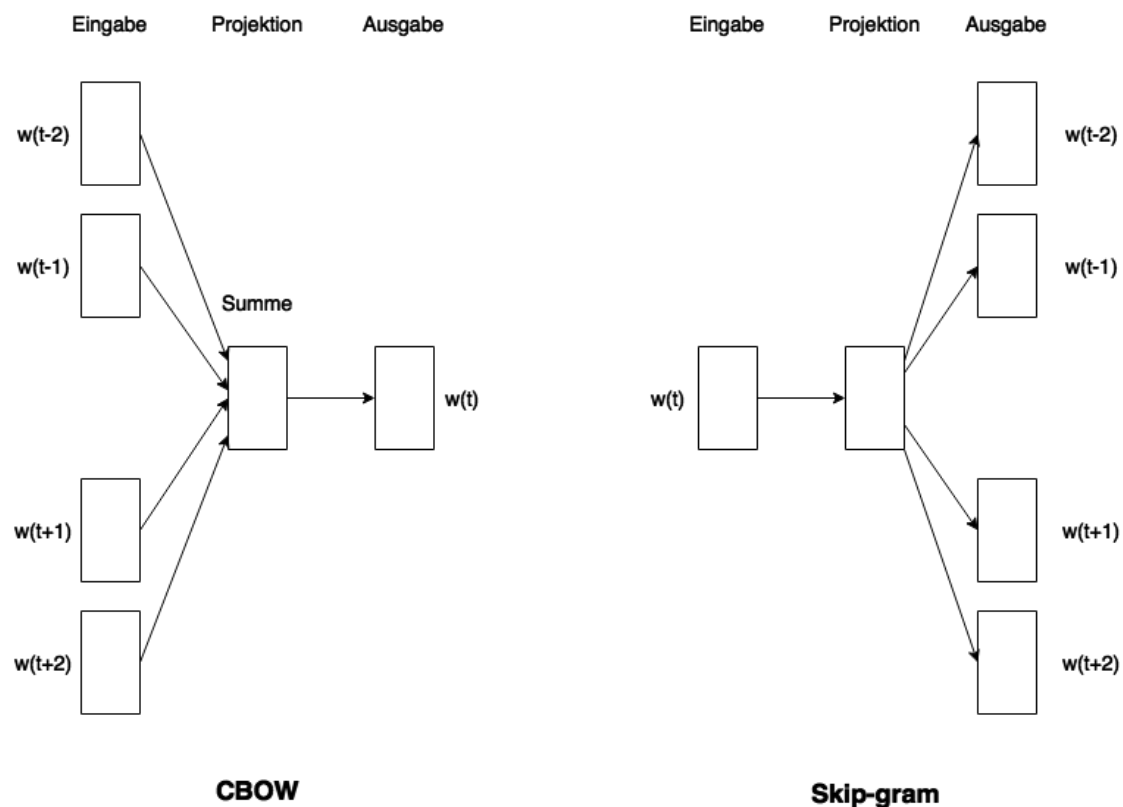 Eingabe Projektion Ausgabe
w(t-2)
w(t-1)
Summe
w(t)
w(t+1)
w(t+2)
CBOW
Eingabe Projektion Ausgabe
w(t-2)
w(t-1)
w(t)
w(t+1)
w(t+2)
Skip-gram